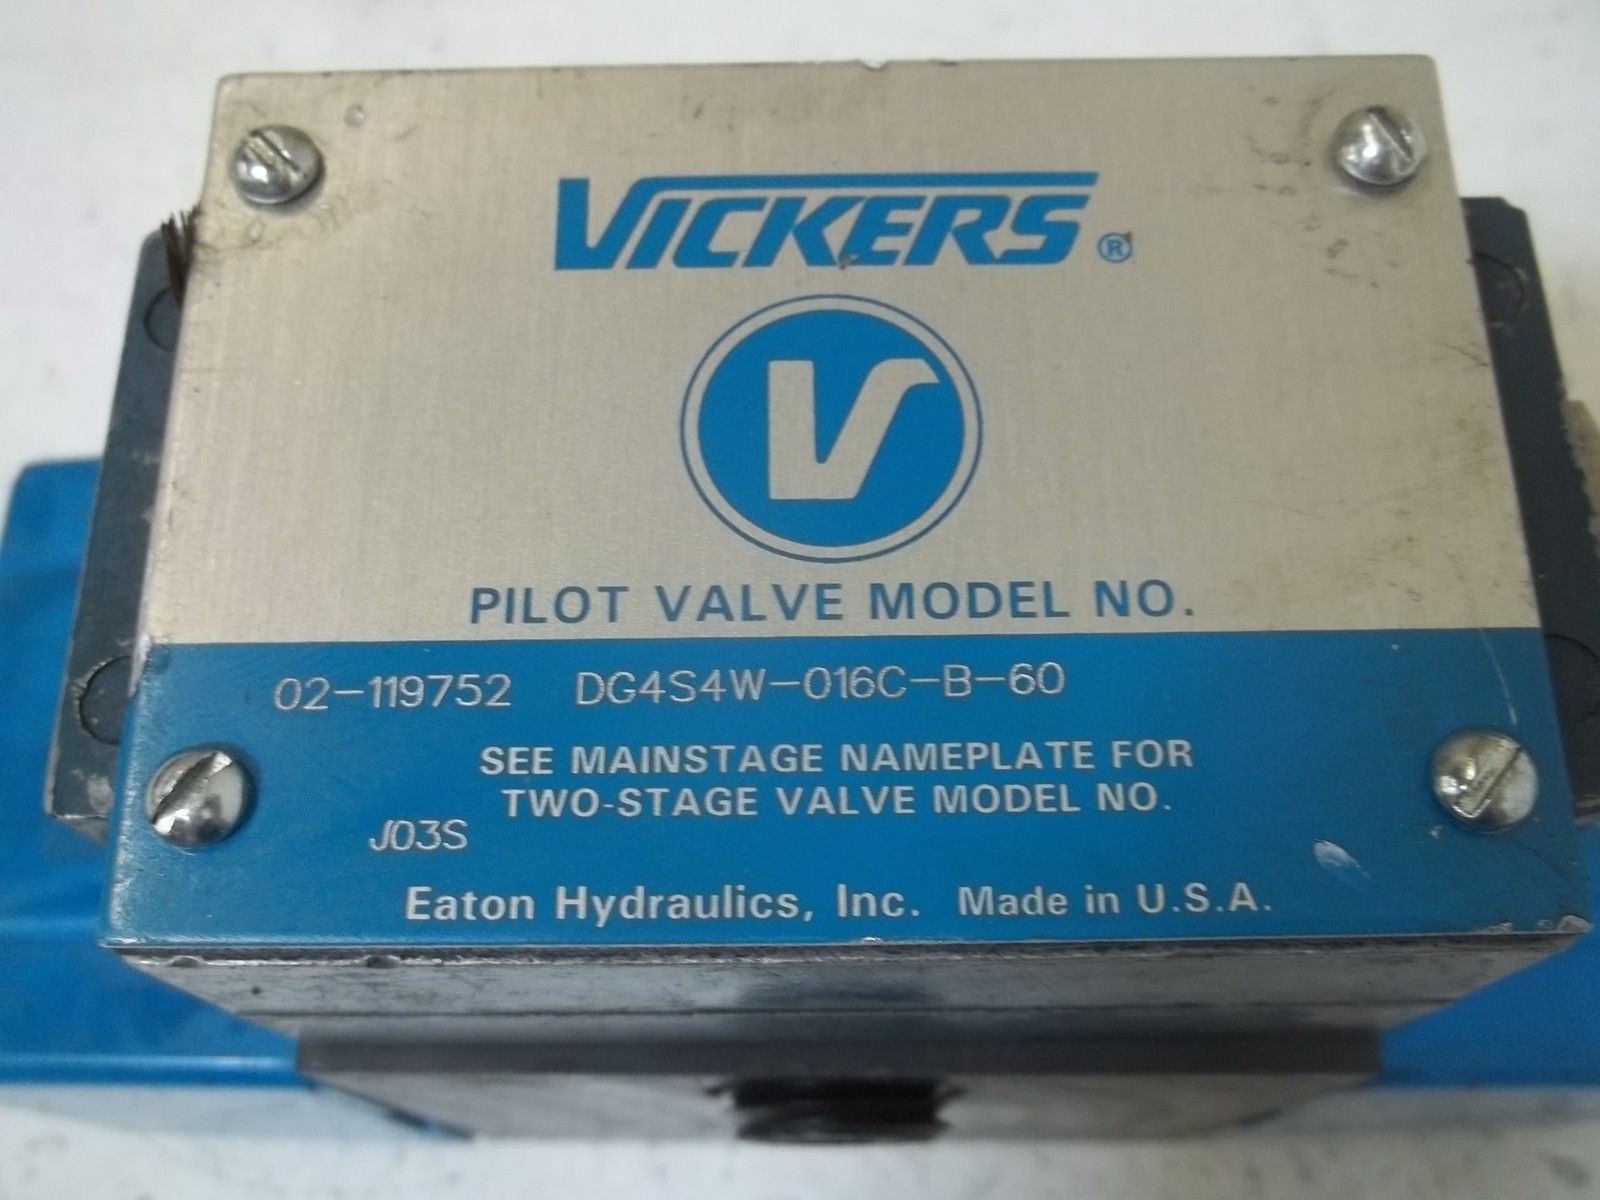 VICKERS®
V
PILOT VALVE MODEL NO.
02-119752 DG4S4W-016C-B-60
SEE MAINSTAGE NAMEPLATE FOR
TWO-STAGE VALVE MODEL NO.
J03S
Eaton Hydraulics, Inc. Made in U.S.A.